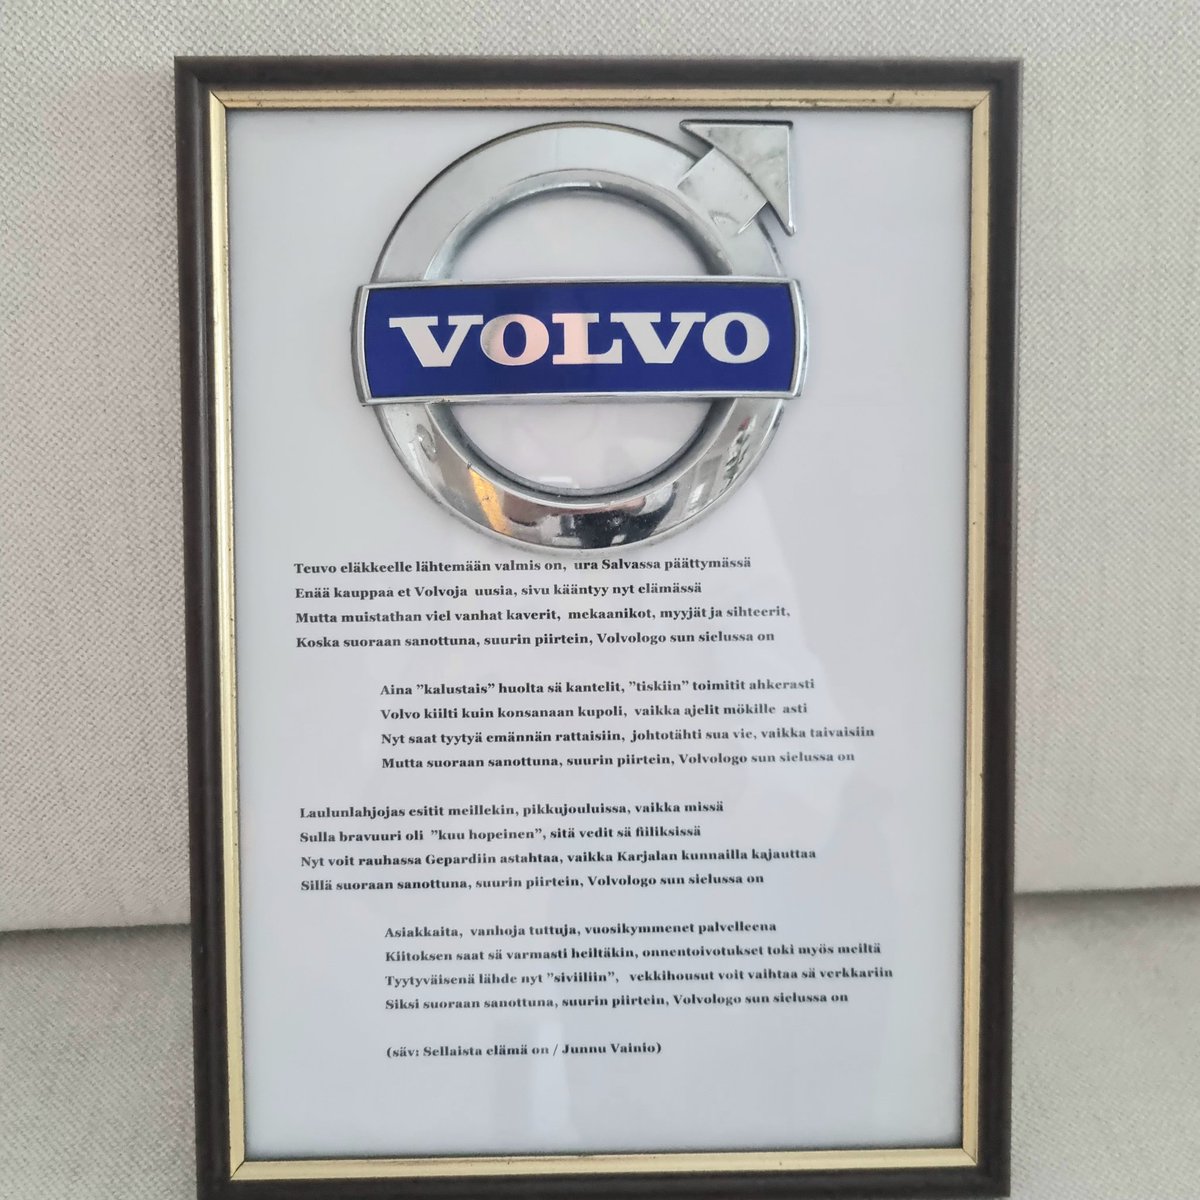 VOLVO
Teuvo eläkkeelle lähtemään valmis on, ura Salvassa päättymässä
Enää kauppaa et Volvoja uusia, sivu kääntyy nyt elämässä
Mutta muistathan viel vanhat kaverit, mekaanikot, myyjät ja sihteerit,
Koska suoraan sanottuna, suurin piirtein, Volvologo sun sielussa on
Aina ”kalustais” huolta sä kantelit, ”tiskiin” toimitit ahkerasti
Volvo kiilti kuin konsanaan kupoli, vaikka ajelit mökille asti
Nyt saat tyytyä emännän rattaisiin, johtotähti sua vie, vaikka taivaisiin
Mutta suoraan sanottuna, suurin piirtein, Volvologo sun sielussa on
Laulunlahjojas esitit meillekin, pikkujouluissa, vaikka missä
Sulla bravuuri oli ”kuu hopeinen”, sitä vedit sä fiiliksissä
Nyt voit rauhassa Gepardiin astahtaa, vaikka Karjalan kunnailla kajauttaa
Sillä suoraan sanottuna, suurin piirtein, Volvologo sun sielussa on
Asiakkaita, vanhoja tuttuja, vuosikymmenet palvelleena
Kiitoksen saat sä varmasti heiltäkin, onnentoivotukset toki myös meiltä
Tyytyväisenä lähde nyt ”siviiliin”, vekkihousut voit vaihtaa sä verkkariin
Siksi suoraan sanottuna, suurin piirtein, Volvologo sun sielussa on
(säv: Sellaista elämä on / Junnu Vainio)